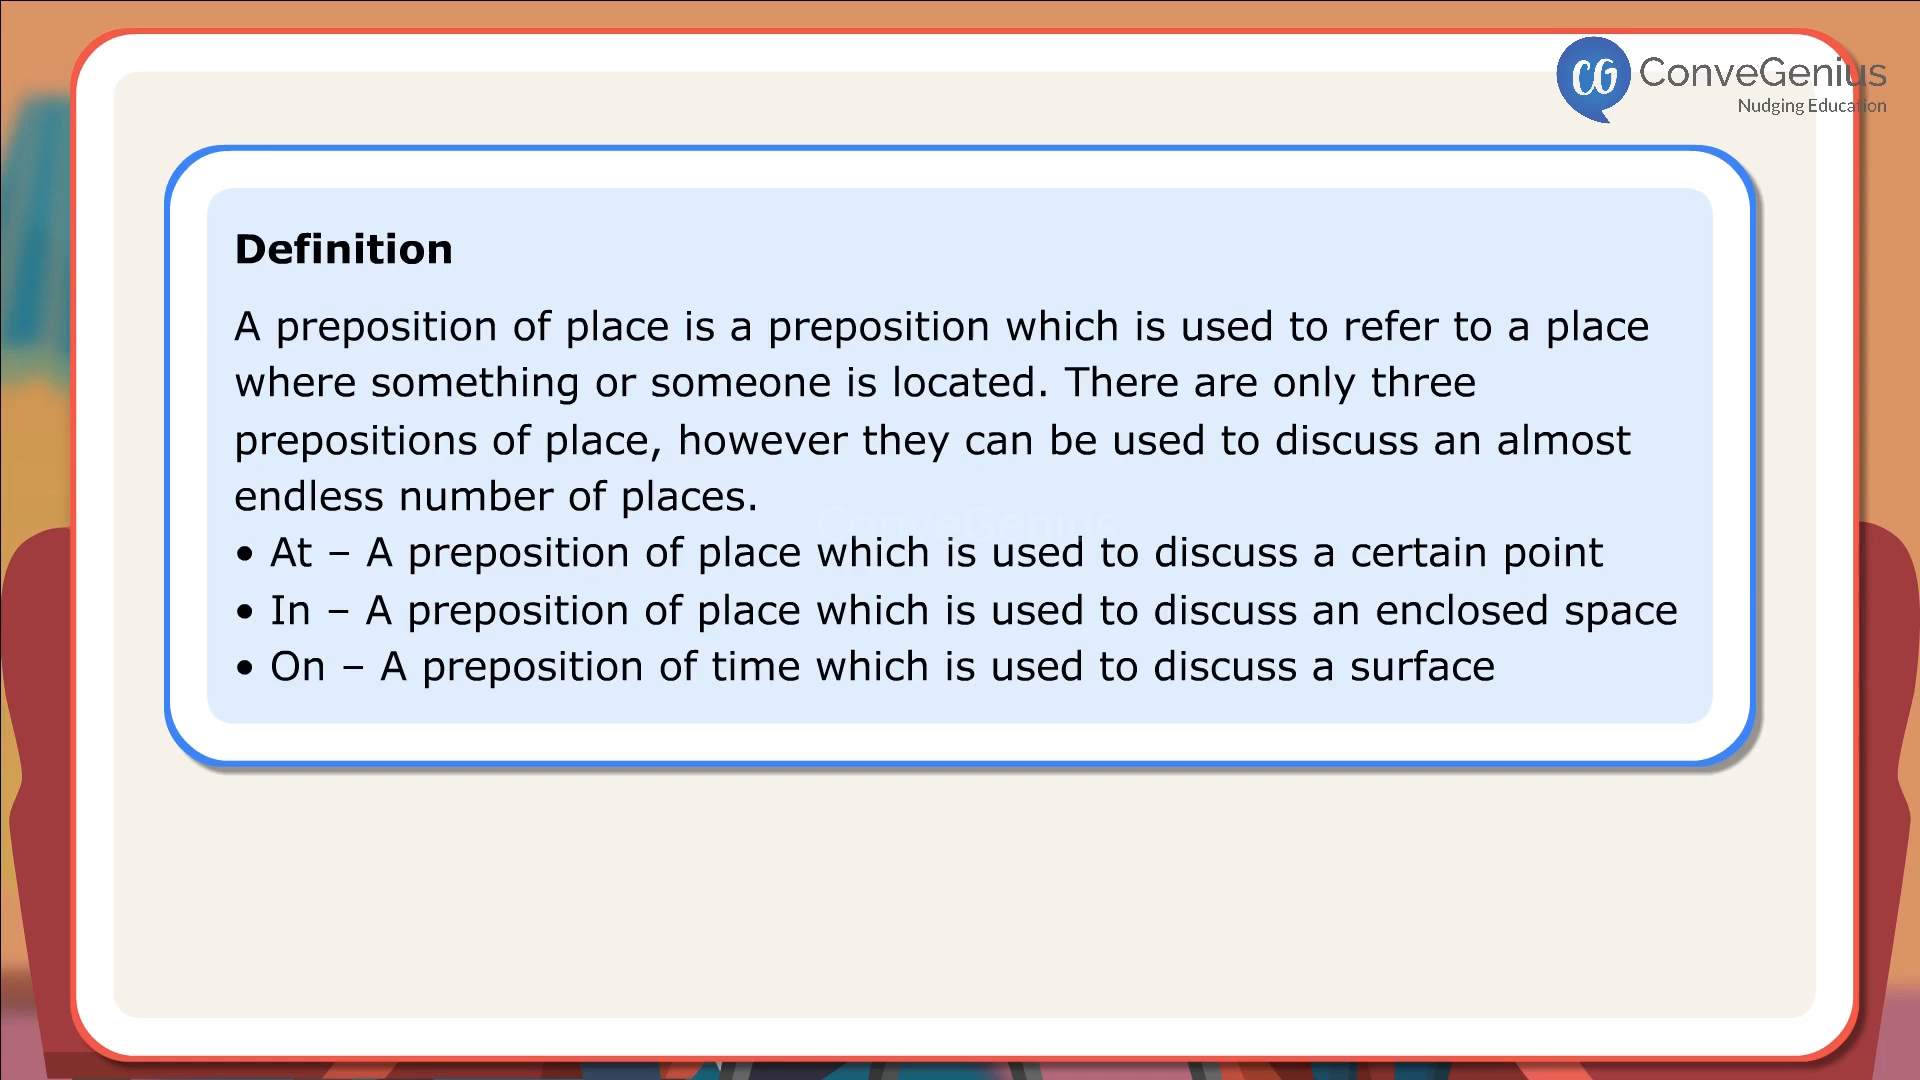 CG ConveGenius
Nudging Education
Definition
A preposition of place is a preposition which is used to refer to a place
where something or someone is located. There are only three
prepositions of place, however they can be used to discuss an almost
endless number of places.
ConveGenius
• At – A preposition of place which is used to discuss a certain point
• In – A preposition of place which is used to discuss an enclosed space
• On – A preposition of time which is used to discuss a surface